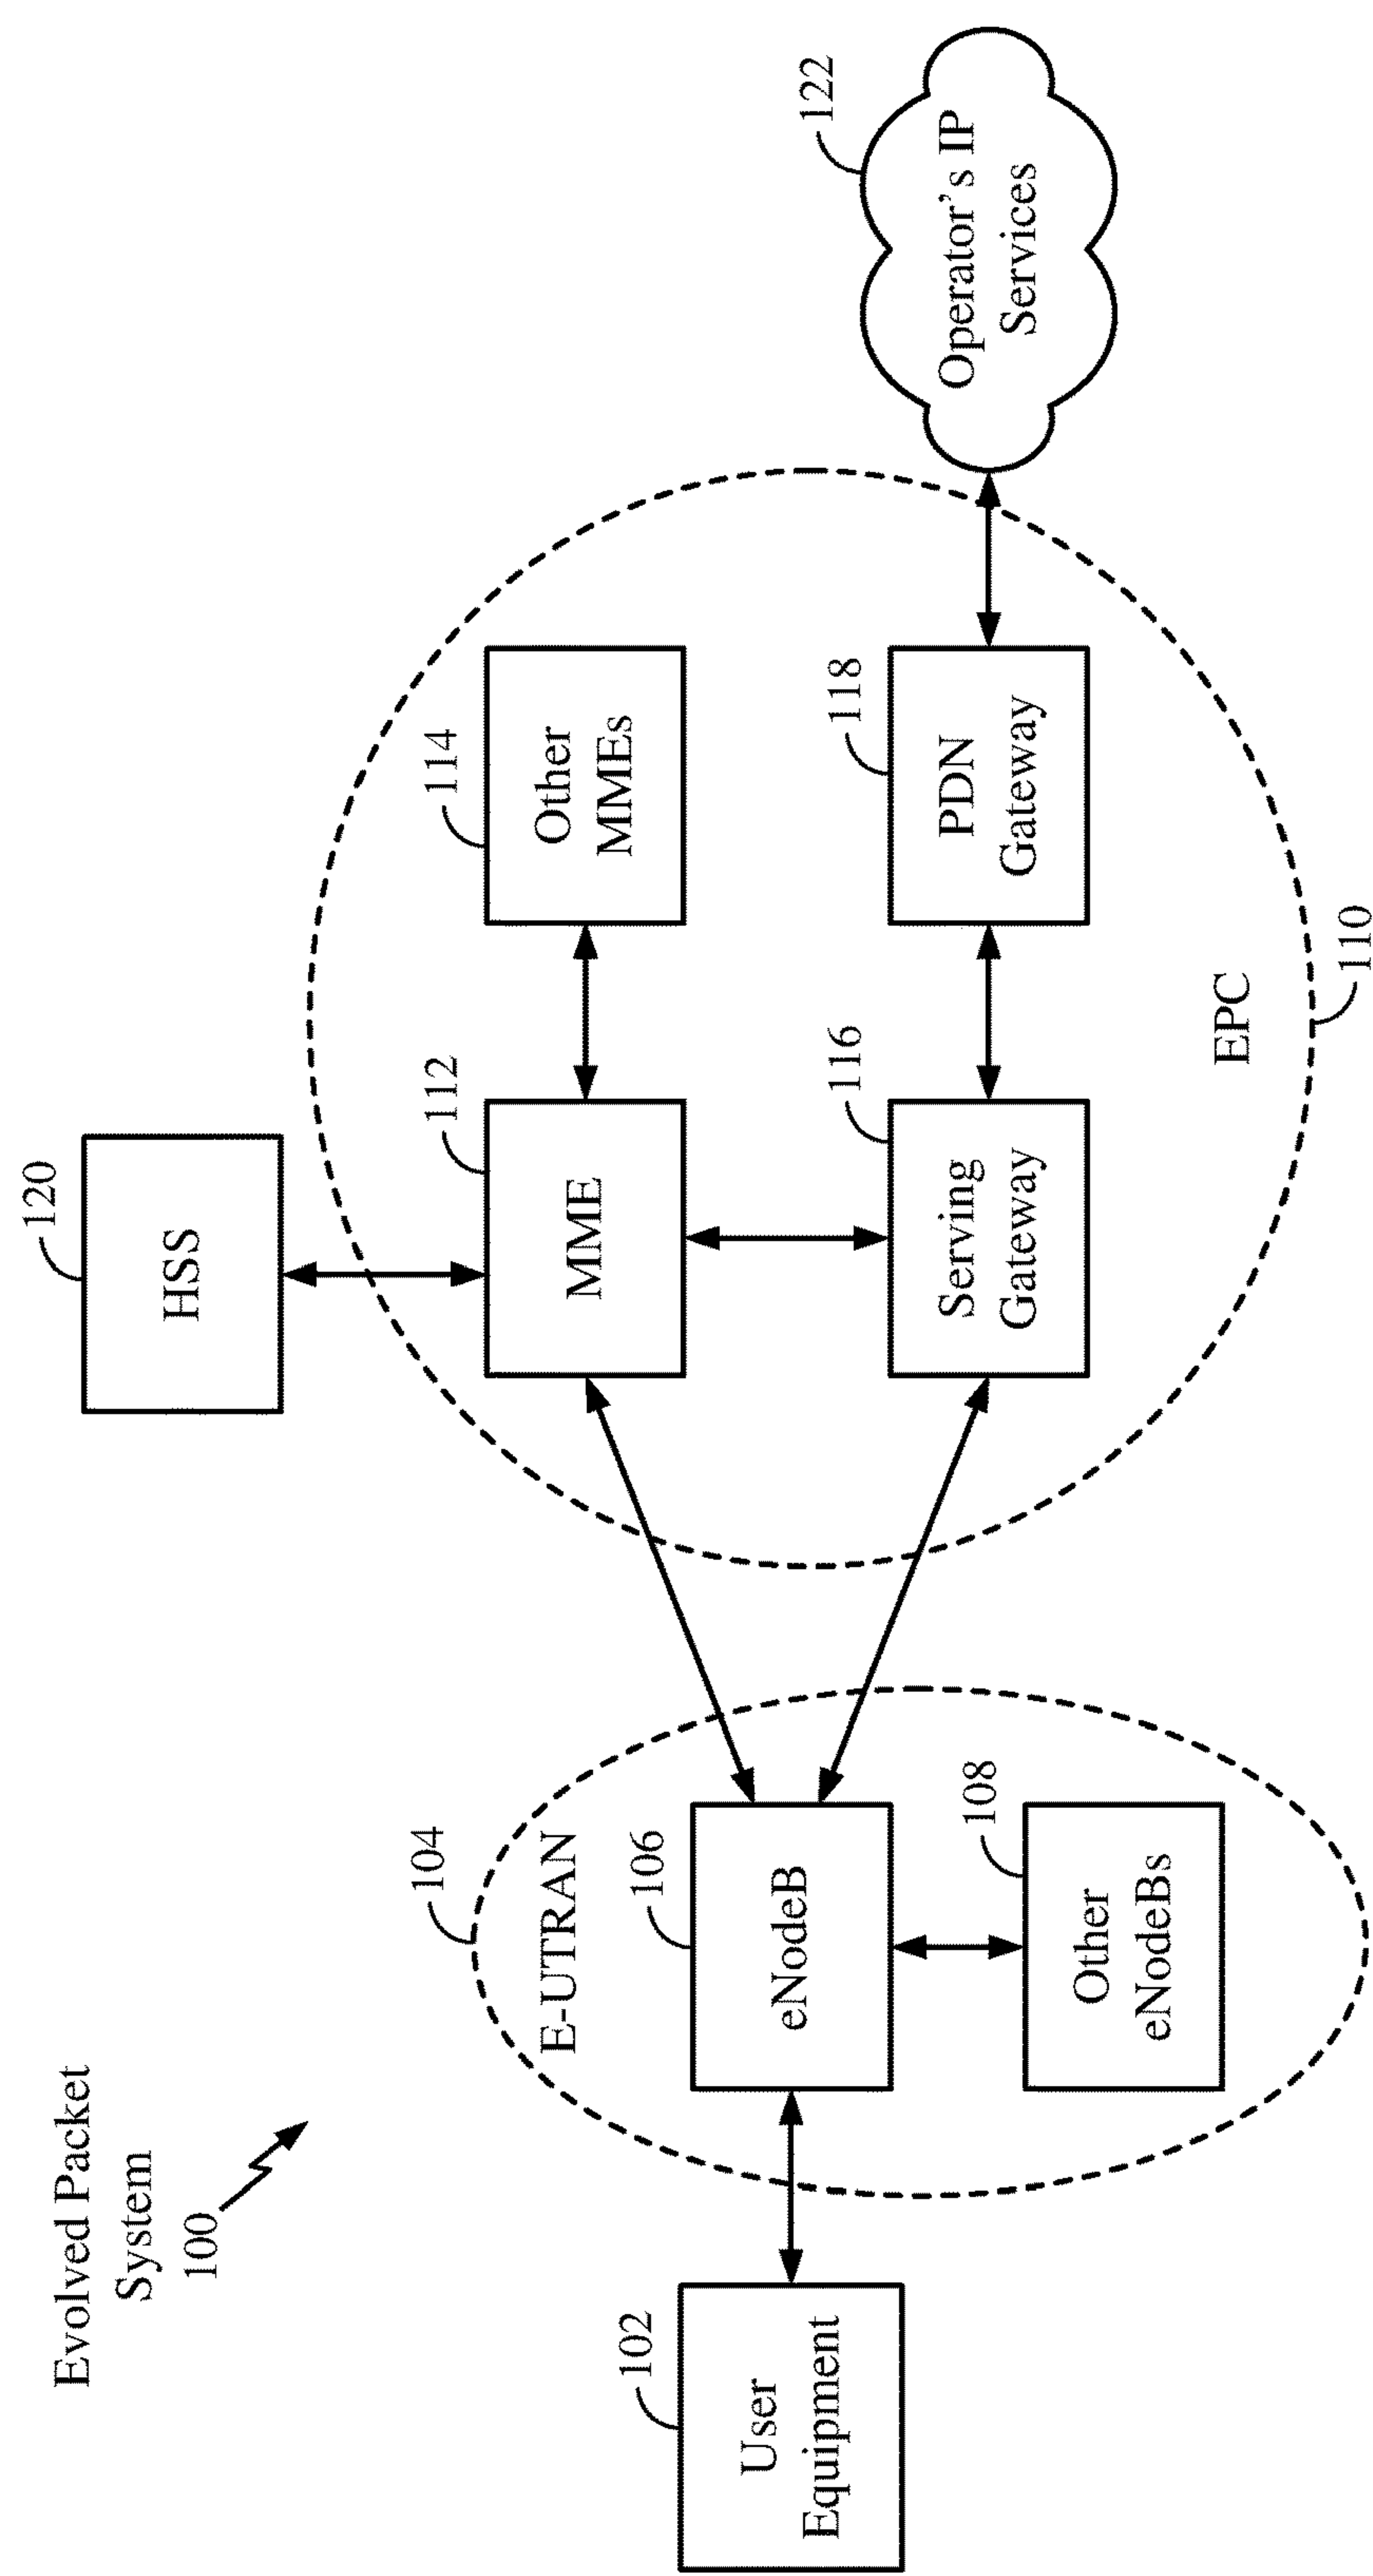 Evolved Packet
System
100
120
HSS
104
E-UTRAN
102
User
Equipment
106
eNodeB
108
Other
eNodeBs
112
MME
114
Other
MMEs
116
Serving
Gateway
118
PDN
Gateway
EPC
110
122
Operator's IP
Services